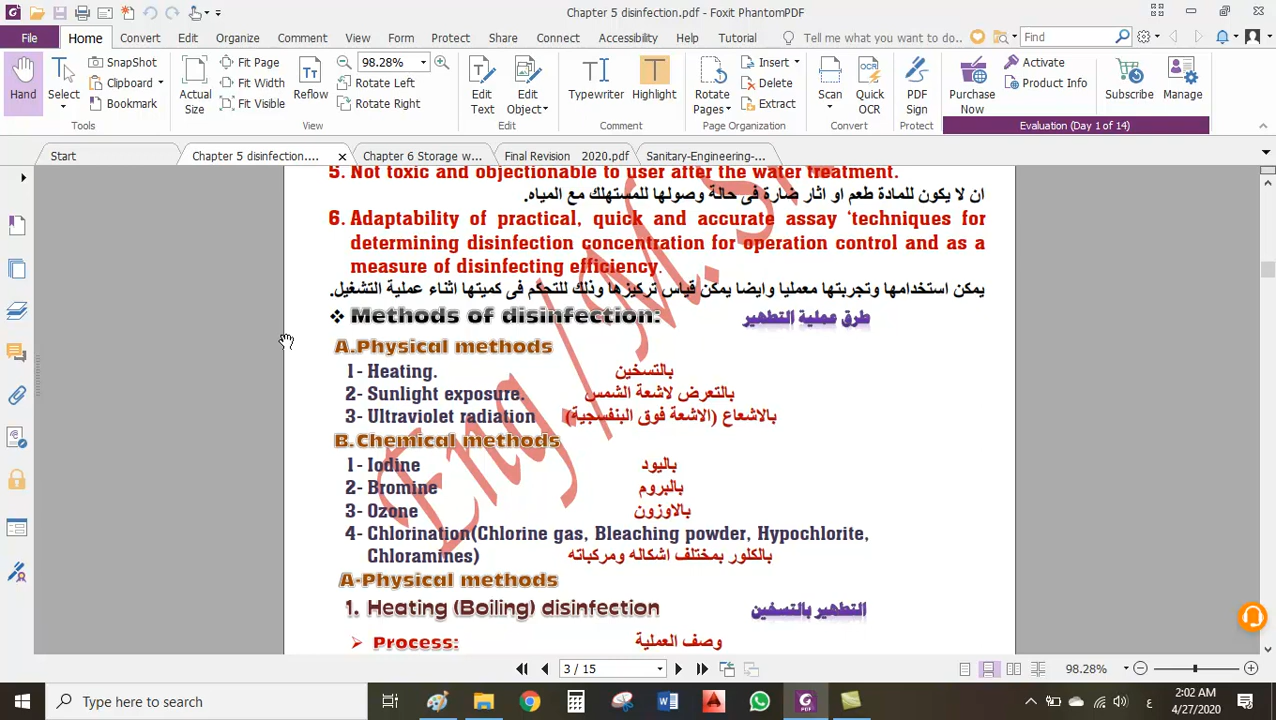 Chapter 5 disinfection.pdf - Foxit PhantomPDF
File Home Convert Edit Organize Comment View Form Protect Share Connect Accessibility Help Tutorial Tell me what you want to do.. Find
Hand
Select
SnapShot
Clipboard
Bookmark
Tools
Actual Size
Fit Page
Fit Width
Fit Visible
Reflow
98.28%
Rotate Left
Rotate Right
View
Edit Text
Edit Object
Edit
Typewriter
Highlight
Comment
Rotate Pages
Insert
Delete
Extract
Page Organization
Scan
Quick OCR
Convert
PDF Sign
Protect
Purchase Now
Activate
Product Info
Subscribe
Manage
Evaluation (Day 1 of 14)
Start
Chapter 5 disinfection....
Chapter 6 Storage w...
Final Revision 2020.pdf
Sanitary-Engineering-...
5. Not toxic and objectionable to user after the water treatment.
ان لا يكون للمادة طعم او اثار ضارة فى حالة وصولها للمستهلك مع المياه.
6. Adaptability of practical, quick and accurate assay ‘techniques for
determining disinfection concentration for operation control and as a
measure of disinfecting efficiency.
يمكن استخدامها وتجربتها معمليا وايضا يمكن قياس تركيزها وذلك للتحكم فى كميتها اثناء عملية التشغيل.
❖ Methods of disinfection: طرق عملية التطهير
A.Physical methods
1- Heating. بالتسخين
2- Sunlight exposure. بالتعرض لاشعة الشمس
3- Ultraviolet radiation بالاشعاع (الاشعة فوق البنفسجية)
B.Chemical methods
1- Iodine باليود
2- Bromine بالبروم
3- Ozone بالاوزون
4- Chlorination(Chlorine gas, Bleaching powder, Hypochlorite,
Chloramines) بالكلور بمختلف اشكاله ومركباته
A-Physical methods
1. Heating (Boiling) disinfection التطهير بالتسخين
➢ Process: وصف العملية
Eng./M.
3 / 15
98.28%
Type here to search
2:02 AM
4/27/2020
ع